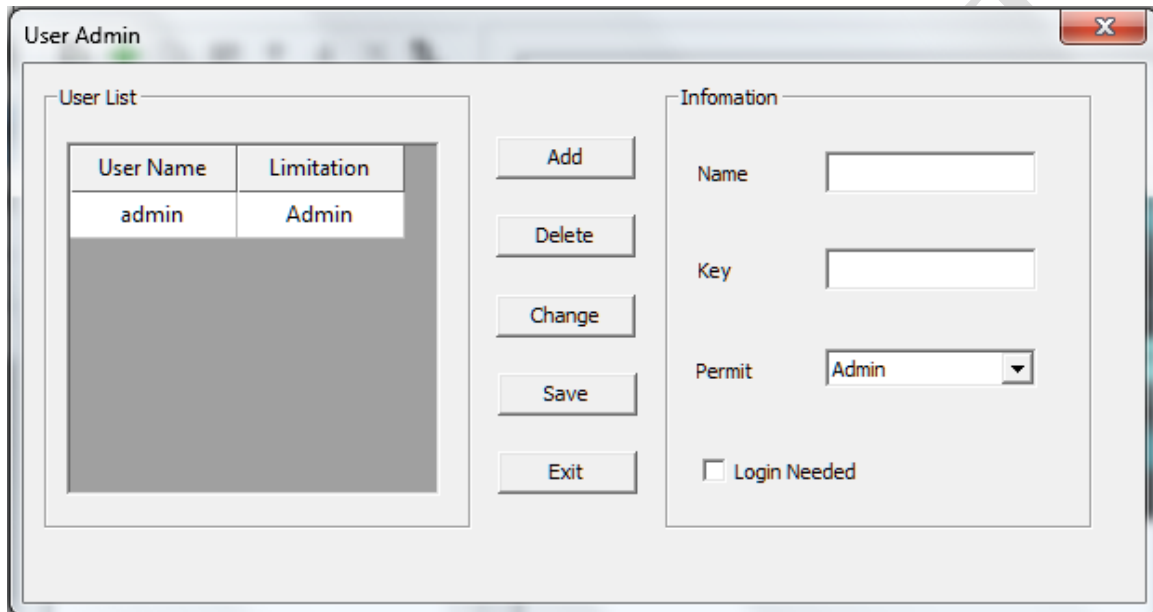 User Admin
User List
User Name Limitation
admin Admin
Add
Delete
Change
Save
Exit
Infomation
Name
Key
Permit Admin
Login Needed